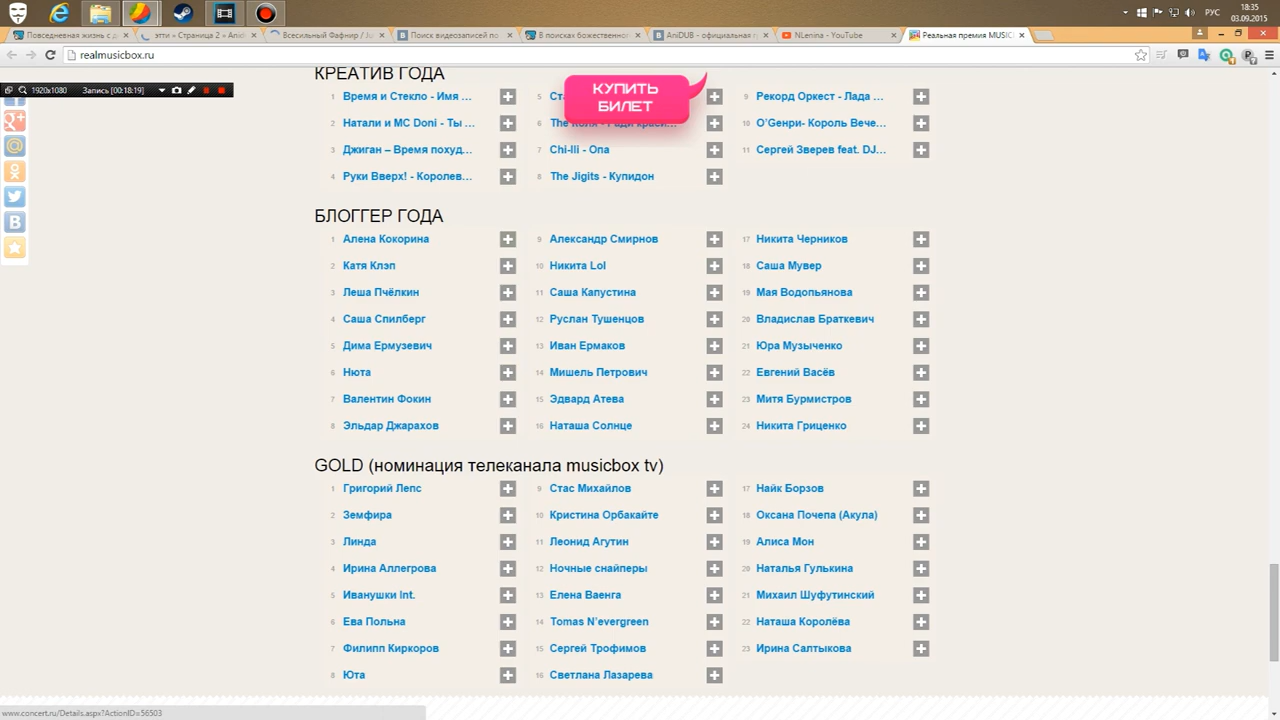 18:35
РУС
03.09.2015
Повседневная жизнь с д
этти » Страница 2 » Anid
Всесильный Фафнир / Ju
Поиск видеозаписей по
В поисках божественног
AniDUB - официальная гр
NLenina - YouTube
Реальная премия MUSIC
realmusicbox.ru
1920x1080 Запись [00:18:19]
КРЕАТИВ ГОДА
КУПИТЬ
БИЛЕТ
1 Время и Стекло - Имя ...
5 Ст
9 Рекорд Оркест - Лада ...
2 Натали и MC Doni - Ты ...
6
10 O'Genри- Король Вече...
3 Джиган – Время похуд...
7 Chi-lli - Опа
11 Сергей Зверев feat. DJ...
4 Руки Вверх! - Королев...
8 The Jigits - Купидон
БЛОГГЕР ГОДА
1 Алена Кокорина
9 Александр Смирнов
17 Никита Черников
2 Катя Клэп
10 Никита Lol
18 Саша Мувер
3 Леша Пчёлкин
11 Саша Капустина
19 Мая Водопьянова
4 Саша Спилберг
12 Руслан Тушенцов
20 Владислав Браткевич
5 Дима Ермузевич
13 Иван Ермаков
21 Юра Музыченко
6 Нюта
14 Мишель Петрович
22 Евгений Васёв
7 Валентин Фокин
15 Эдвард Атева
23 Митя Бурмистров
8 Эльдар Джарахов
16 Наташа Солнце
24 Никита Гриценко
GOLD (номинация телеканала musicbox tv)
1 Григорий Лепс
9 Стас Михайлов
17 Найк Борзов
2 Земфира
10 Кристина Орбакайте
18 Оксана Почепа (Акула)
3 Линда
11 Леонид Агутин
19 Алиса Мон
4 Ирина Аллегрова
12 Ночные снайперы
20 Наталья Гулькина
5 Иванушки Int.
13 Елена Ваенга
21 Михаил Шуфутинский
6 Ева Польна
14 Tomas N'evergreen
22 Наташа Королёва
7 Филипп Киркоров
15 Сергей Трофимов
23 Ирина Салтыкова
8 Юта
16 Светлана Лазарева
www.concert.ru/Details.aspx?ActionID=56503